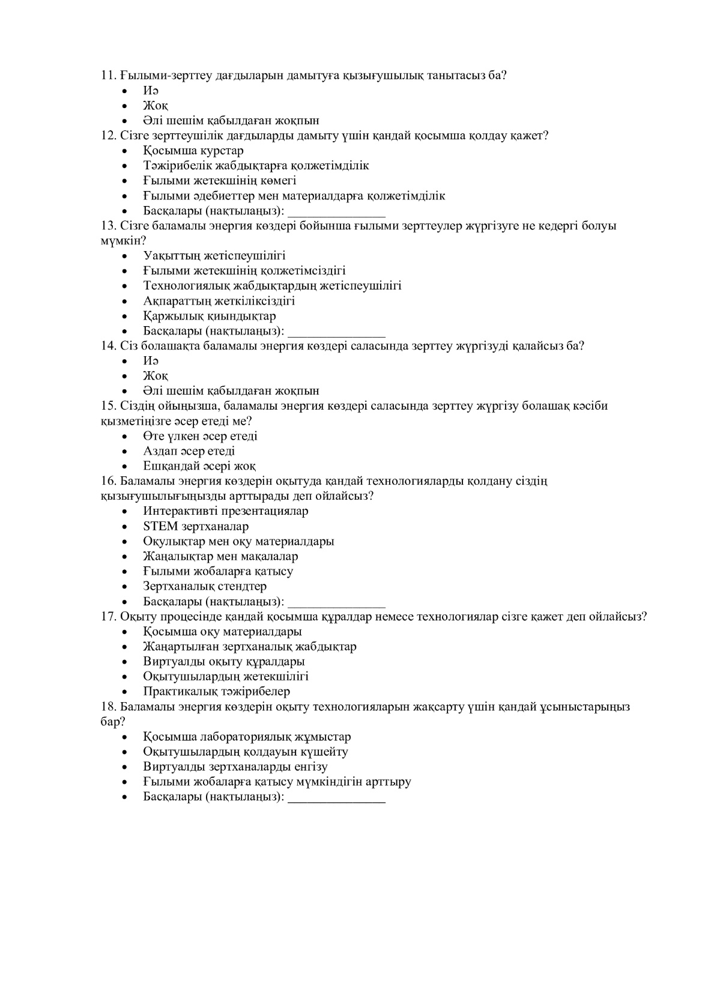 11. Ғылыми-зерттеу дағдыларын дамытуға қызығушылық танытасыз ба?
• Иә
• Жоқ
• Әлі шешім қабылдаған жоқпын
12. Сізге зерттеушілік дағдыларды дамыту үшін қандай қосымша қолдау қажет?
• Қосымша курстар
• Тәжірибелік жабдықтарға қолжетімділік
• Ғылыми жетекшінің көмегі
• Ғылыми әдебиеттер мен материалдарға қолжетімділік
• Басқалары (нақтылаңыз): _______________
13. Сізге баламалы энергия көздері бойынша ғылыми зерттеулер жүргізуге не кедергі болуы
мүмкін?
• Уақыттың жетіспеушілігі
• Ғылыми жетекшінің қолжетімсіздігі
• Технологиялық жабдықтардың жетіспеушілігі
• Ақпараттың жеткіліксіздігі
• Қаржылық қиындықтар
• Басқалары (нақтылаңыз): _______________
14. Сіз болашақта баламалы энергия көздері саласында зерттеу жүргізуді қалайсыз ба?
• Иә
• Жоқ
• Әлі шешім қабылдаған жоқпын
15. Сіздің ойыңызша, баламалы энергия көздері саласында зерттеу жүргізу болашақ кәсіби
қызметіңізге әсер етеді ме?
• Өте үлкен әсер етеді
• Аздап әсер етеді
• Ешқандай әсері жоқ
16. Баламалы энергия көздерін оқытуда қандай технологияларды қолдану сіздің
қызығушылығыңызды арттырады деп ойлайсыз?
• Интерактивті презентациялар
• STEM зертханалар
• Оқулықтар мен оқу материалдары
• Жаңалықтар мен мақалалар
• Ғылыми жобаларға қатысу
• Зертханалық стендтер
• Басқалары (нақтылаңыз): _______________
17. Оқыту процесінде қандай қосымша құралдар немесе технологиялар сізге қажет деп ойлайсыз?
• Қосымша оқу материалдары
• Жаңартылған зертханалық жабдықтар
• Виртуалды оқыту құралдары
• Оқытушылардың жетекшілігі
• Практикалық тәжірибелер
18. Баламалы энергия көздерін оқыту технологияларын жақсарту үшін қандай ұсыныстарыңыз
бар?
• Қосымша лабораториялық жұмыстар
• Оқытушылардың қолдауын күшейту
• Виртуалды зертханаларды енгізу
• Ғылыми жобаларға қатысу мүмкіндігін арттыру
• Басқалары (нақтылаңыз): _______________